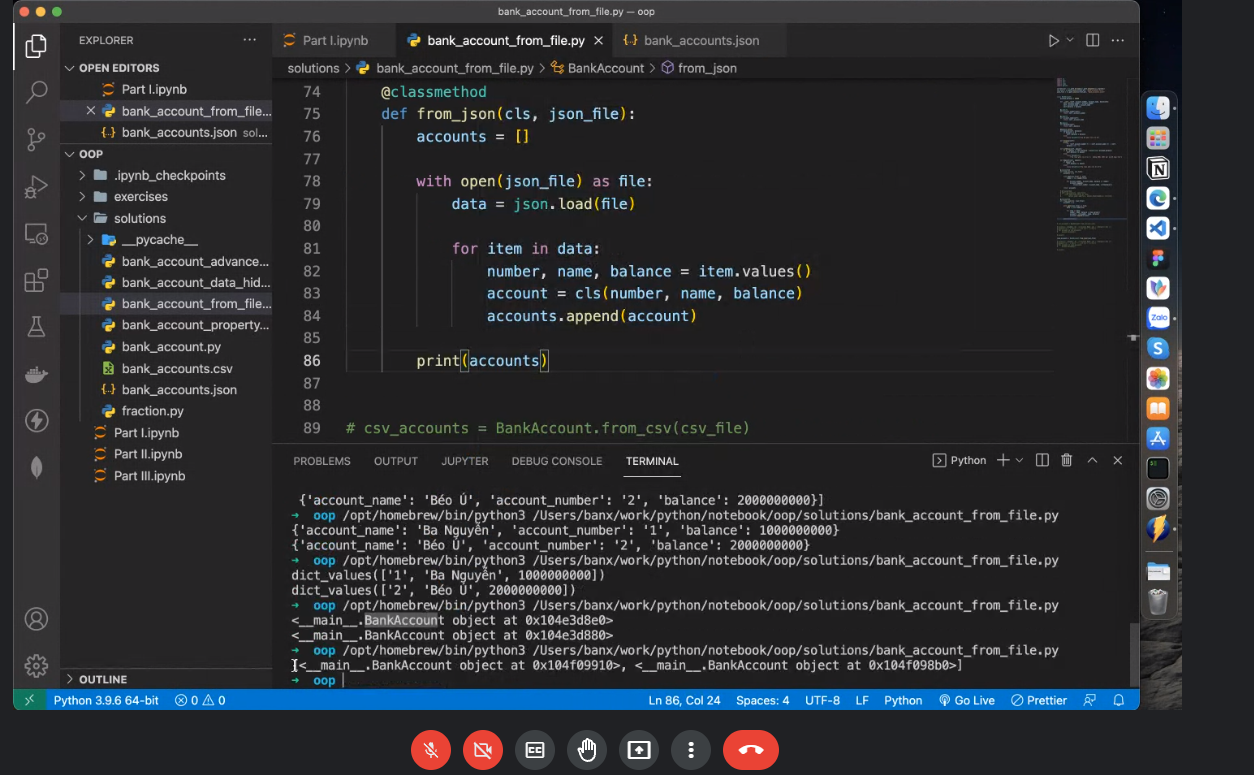 bank_account_from_file.py — oop
EXPLORER
Part I.ipynb
bank_account_from_file.py
bank_accounts.json
solutions > bank_account_from_file.py > BankAccount > from_json
OPEN EDITORS
Part I.ipynb
bank_account_from_file...
bank_accounts.json sol...
OOP
.ipynb_checkpoints
exercises
solutions
__pycache__
bank_account_advance...
bank_account_data_hid...
bank_account_from_file...
bank_account_property...
bank_account.py
bank_accounts.csv
bank_accounts.json
fraction.py
Part I.ipynb
Part II.ipynb
Part III.ipynb
OUTLINE
74 @classmethod
75 def from_json(cls, json_file):
76 accounts = []
77
78 with open(json_file) as file:
79 data = json.load(file)
80
81 for item in data:
82 number, name, balance = item.values()
83 account = cls(number, name, balance)
84 accounts.append(account)
85
86 print(accounts)
87
88
89 # csv_accounts = BankAccount.from_csv(csv_file)
PROBLEMS OUTPUT JUPYTER DEBUG CONSOLE TERMINAL Python
{'account_name': 'Béo Ú', 'account_number': '2', 'balance': 2000000000}]
→ oop /opt/homebrew/bin/python3 /Users/banx/work/python/notebook/oop/solutions/bank_account_from_file.py
{'account_name': 'Ba Nguyễn', 'account_number': '1', 'balance': 1000000000}
{'account_name': 'Béo Ú', 'account_number': '2', 'balance': 2000000000}
→ oop /opt/homebrew/bin/python3 /Users/banx/work/python/notebook/oop/solutions/bank_account_from_file.py
dict_values(['1', 'Ba Nguyễn', 1000000000])
dict_values(['2', 'Béo Ú', 2000000000])
→ oop /opt/homebrew/bin/python3 /Users/banx/work/python/notebook/oop/solutions/bank_account_from_file.py
<__main__.BankAccount object at 0x104e3d8e0>
<__main__.BankAccount object at 0x104e3d880>
→ oop /opt/homebrew/bin/python3 /Users/banx/work/python/notebook/oop/solutions/bank_account_from_file.py
[<__main__.BankAccount object at 0x104f09910>, <__main__.BankAccount object at 0x104f098b0>]
→ oop
Python 3.9.6 64-bit 0 0 Ln 86, Col 24 Spaces: 4 UTF-8 LF Python Go Live Prettier
Zalo